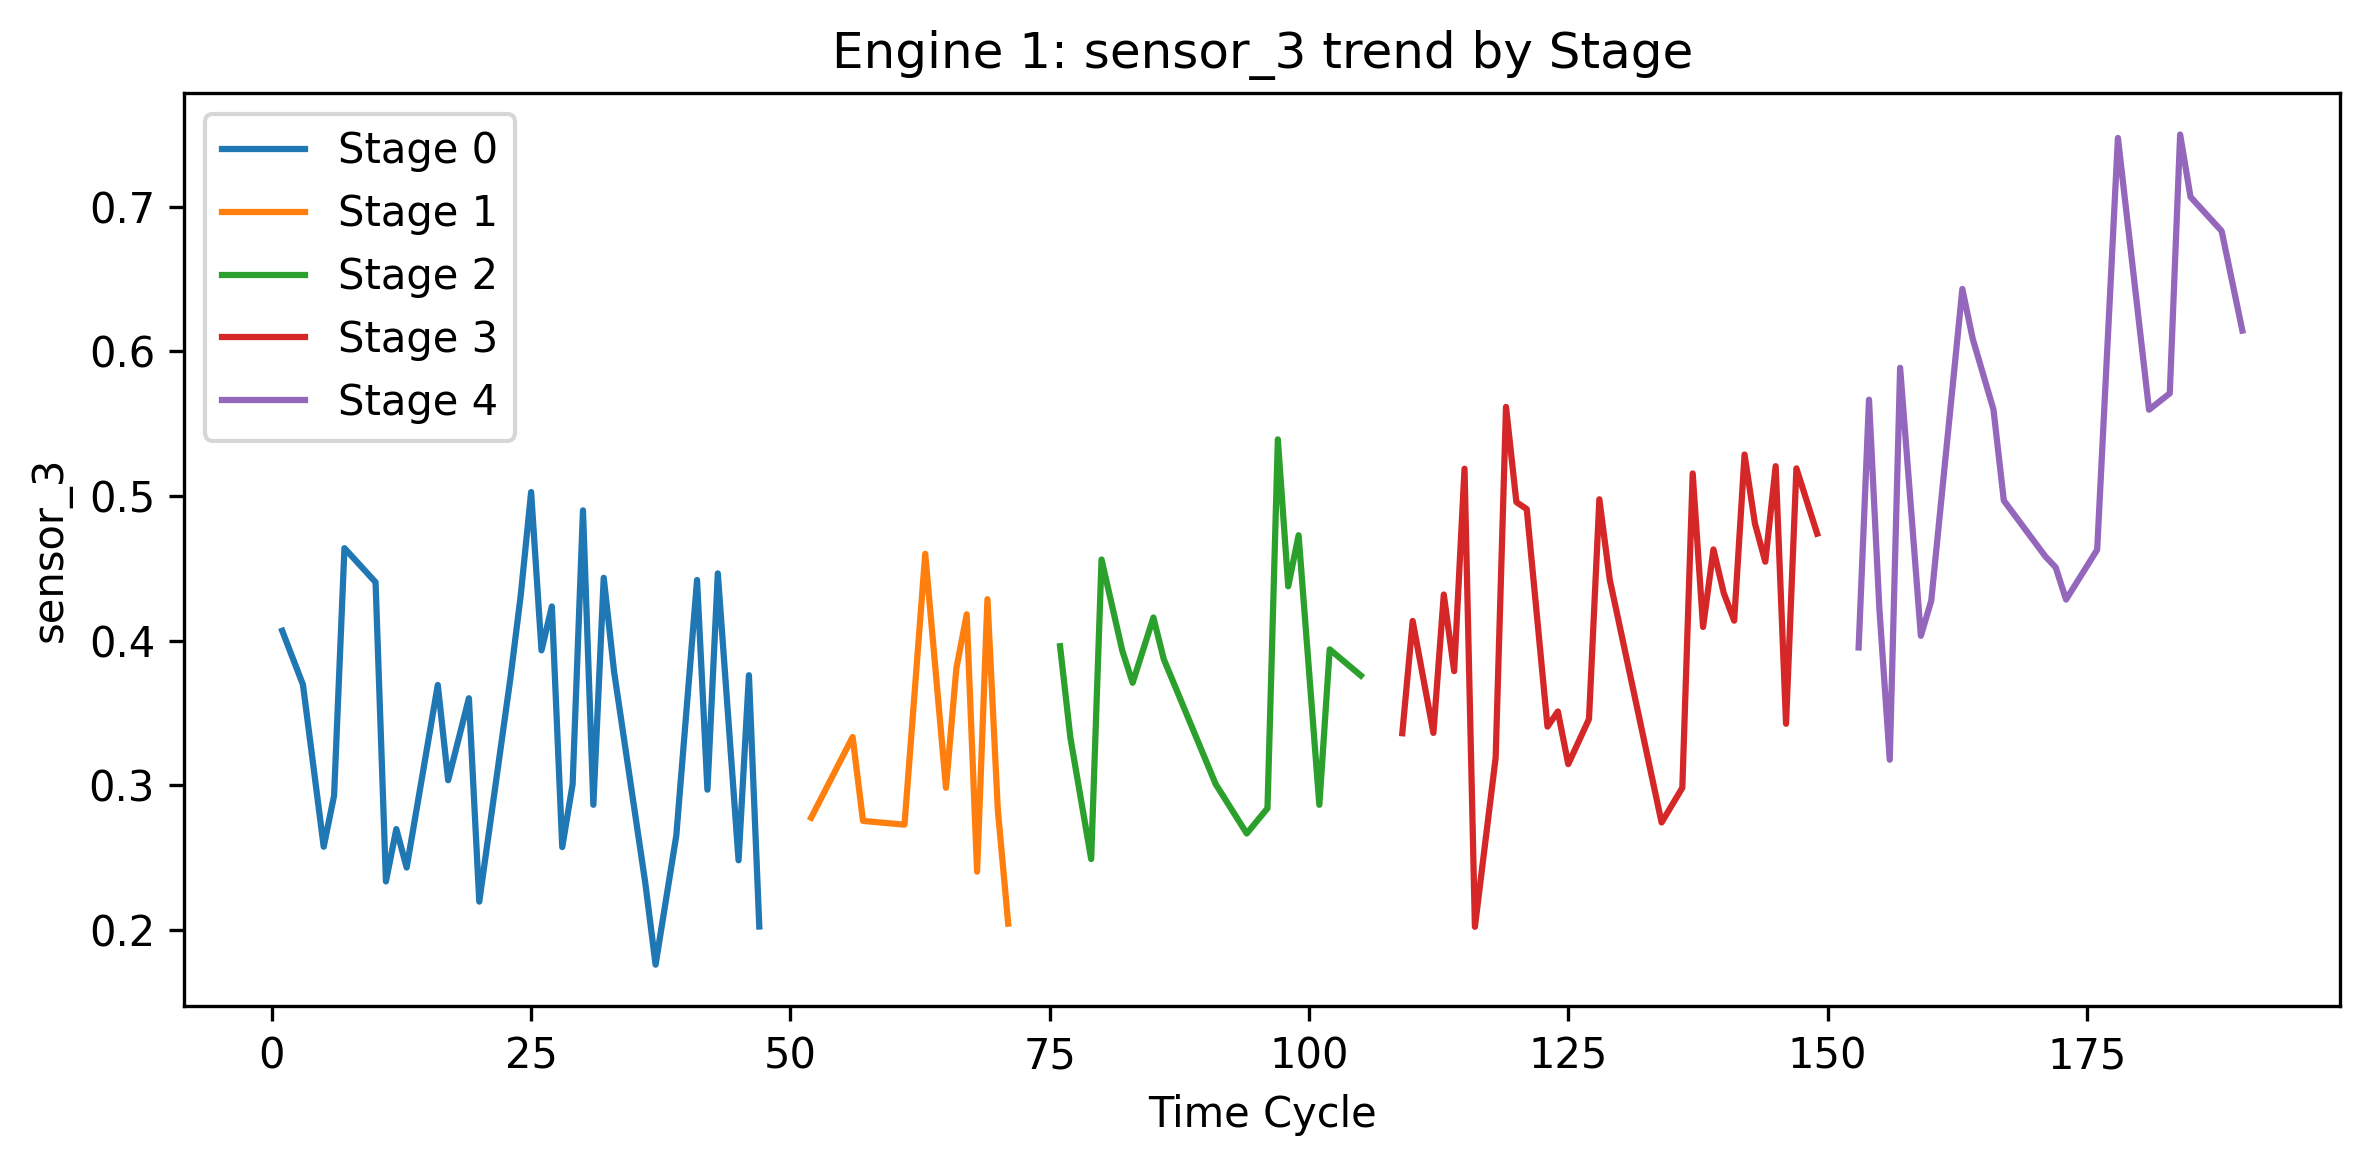 Engine 1: sensor_3 trend by Stage
Stage 0
Stage 1
Stage 2
Stage 3
Stage 4
sensor_3
0.7
0.6
0.5
0.4
0.3
0.2
0 25 50 75 100 125 150 175
Time Cycle